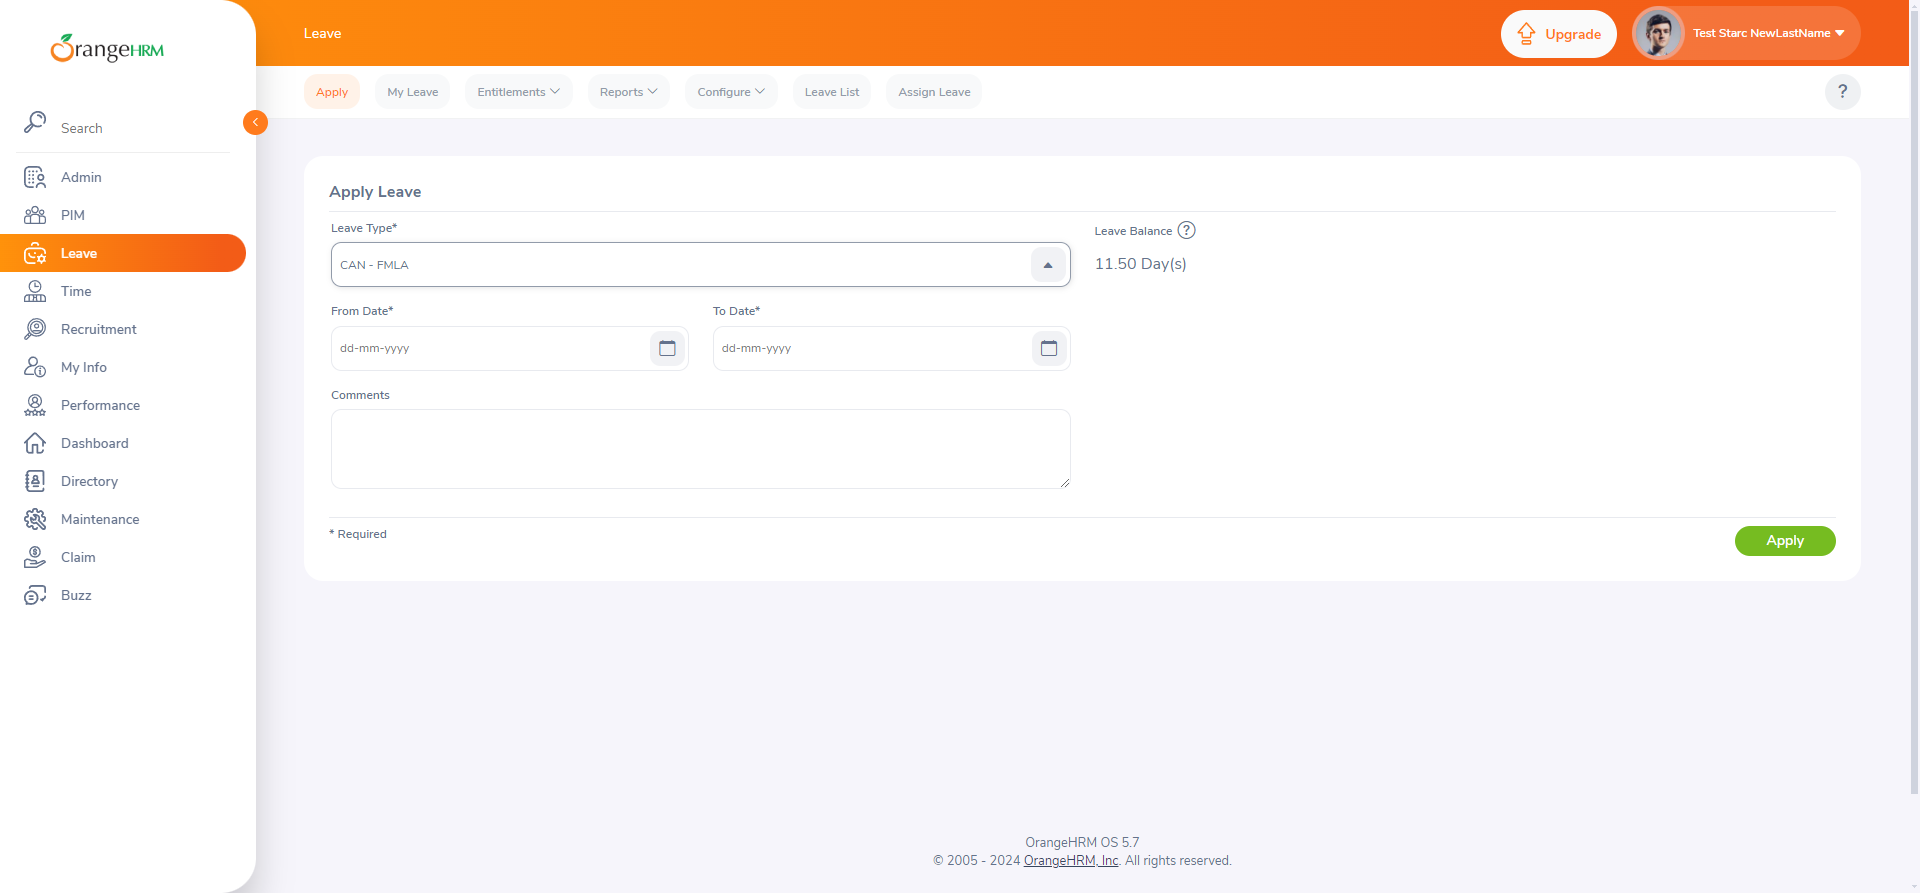 OrangeHRM
Search
Admin
PIM
Leave
Time
Recruitment
My Info
Performance
Dashboard
Directory
Maintenance
Claim
Buzz
Leave
Upgrade
Test Starc NewLastName
Apply
My Leave
Entitlements
Reports
Configure
Leave List
Assign Leave
?
Apply Leave
Leave Type*
Leave Balance ?
CAN - FMLA
11.50 Day(s)
From Date*
To Date*
dd-mm-yyyy
dd-mm-yyyy
Comments
* Required
Apply
OrangeHRM OS 5.7
© 2005 - 2024 OrangeHRM, Inc. All rights reserved.